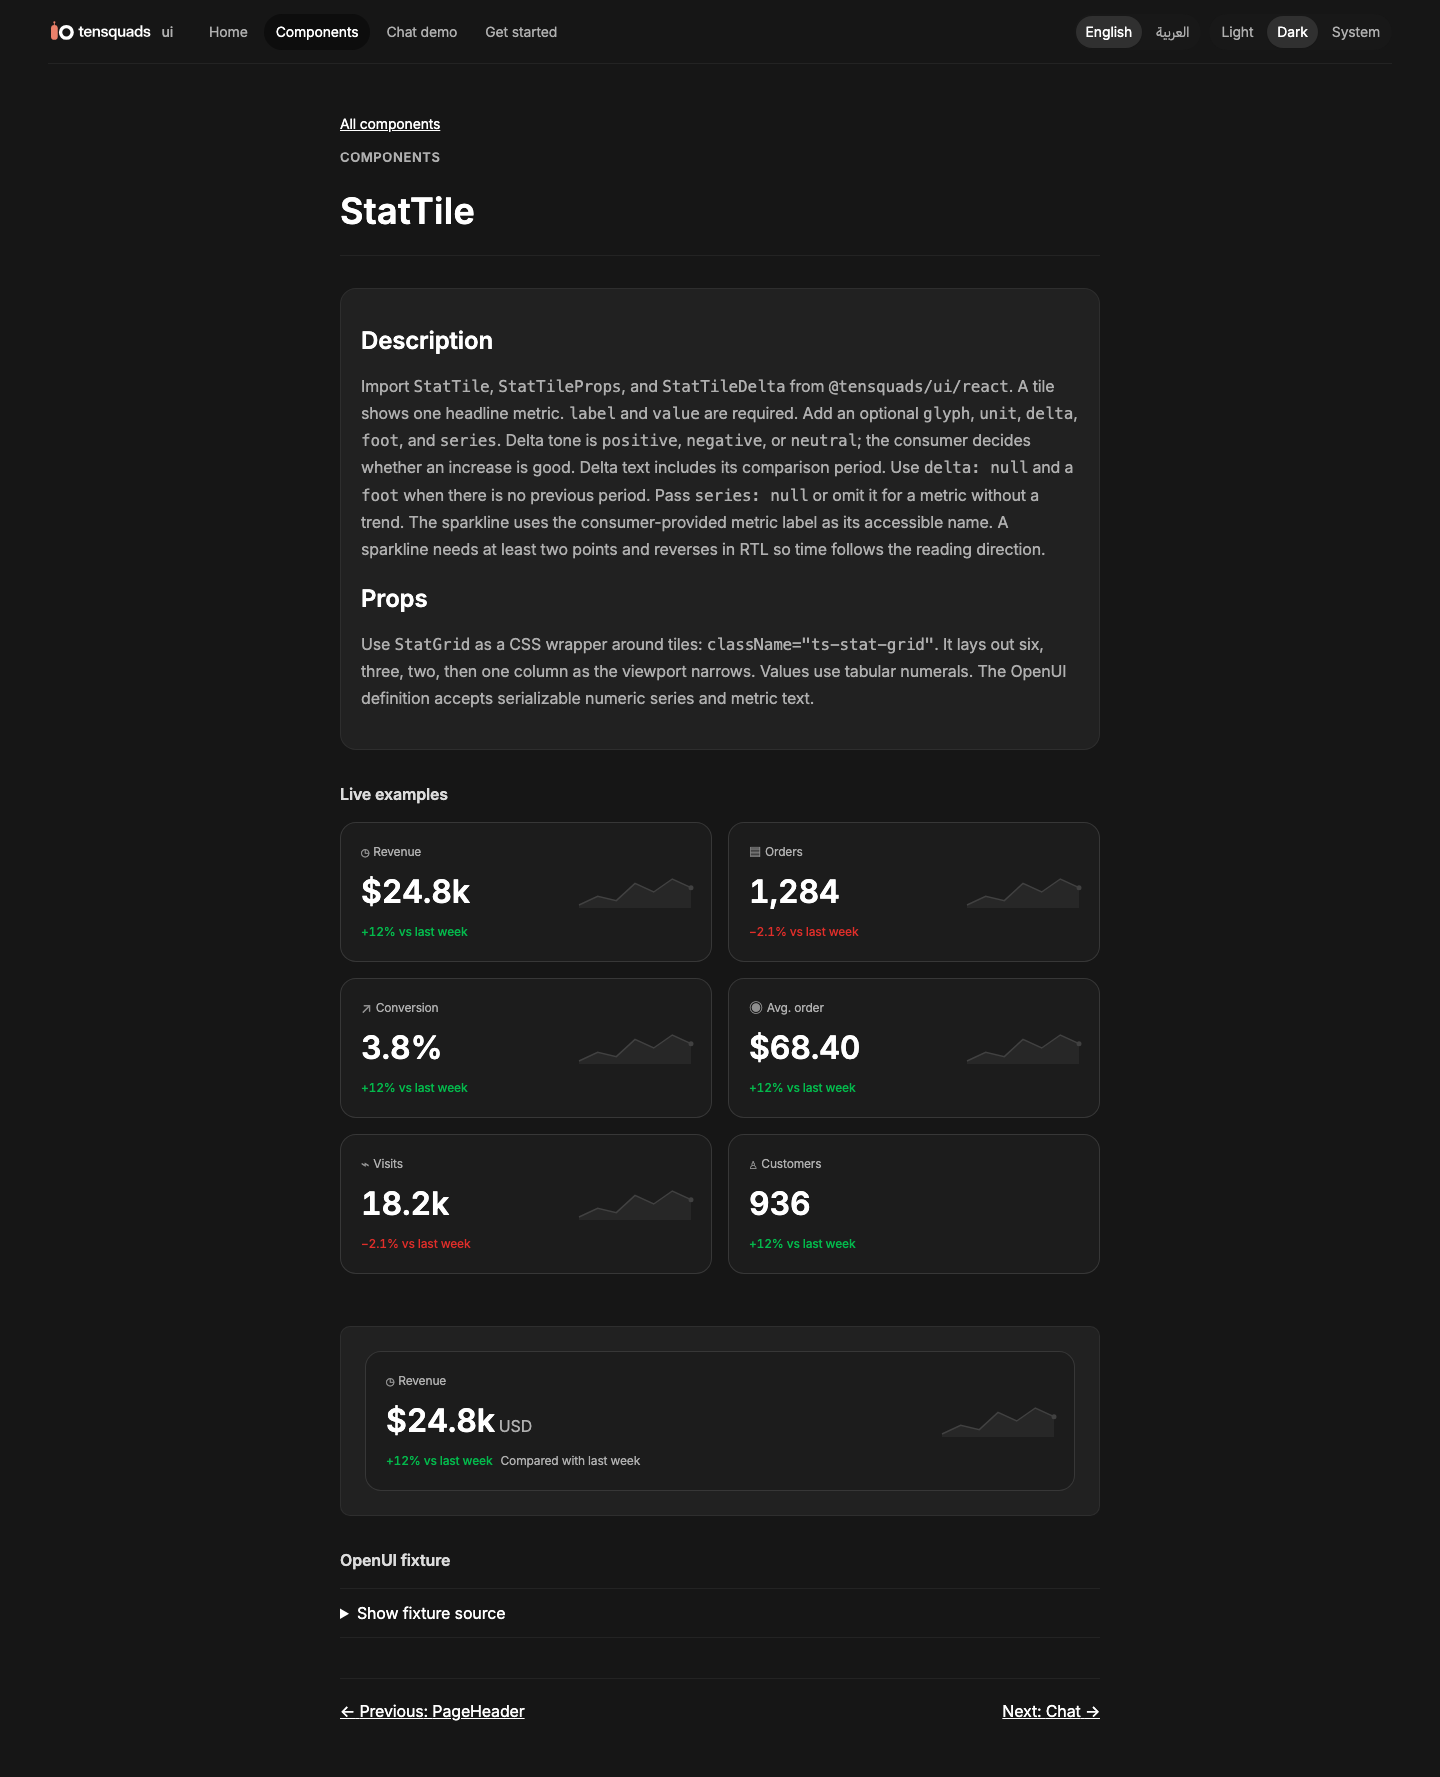 tensquads ui
Home
Components
Chat demo
Get started
English
العربية
Light
Dark
System
All components
COMPONENTS
StatTile
Description
Import StatTile, StatTileProps, and StatTileDelta from @tensquads/ui/react. A tile
shows one headline metric. label and value are required. Add an optional glyph, unit, delta,
foot, and series. Delta tone is positive, negative, or neutral; the consumer decides
whether an increase is good. Delta text includes its comparison period. Use delta: null and a
foot when there is no previous period. Pass series: null or omit it for a metric without a
trend. The sparkline uses the consumer-provided metric label as its accessible name. A
sparkline needs at least two points and reverses in RTL so time follows the reading direction.
Props
Use StatGrid as a CSS wrapper around tiles: className="ts-stat-grid". It lays out six,
three, two, then one column as the viewport narrows. Values use tabular numerals. The OpenUI
definition accepts serializable numeric series and metric text.
Live examples
◷ Revenue
$24.8k
+12% vs last week
▤ Orders
1,284
−2.1% vs last week
↗ Conversion
3.8%
+12% vs last week
◉ Avg. order
$68.40
+12% vs last week
⌁ Visits
18.2k
−2.1% vs last week
♙ Customers
936
+12% vs last week
◷ Revenue
$24.8k USD
+12% vs last week Compared with last week
OpenUI fixture
▶ Show fixture source
← Previous: PageHeader
Next: Chat →